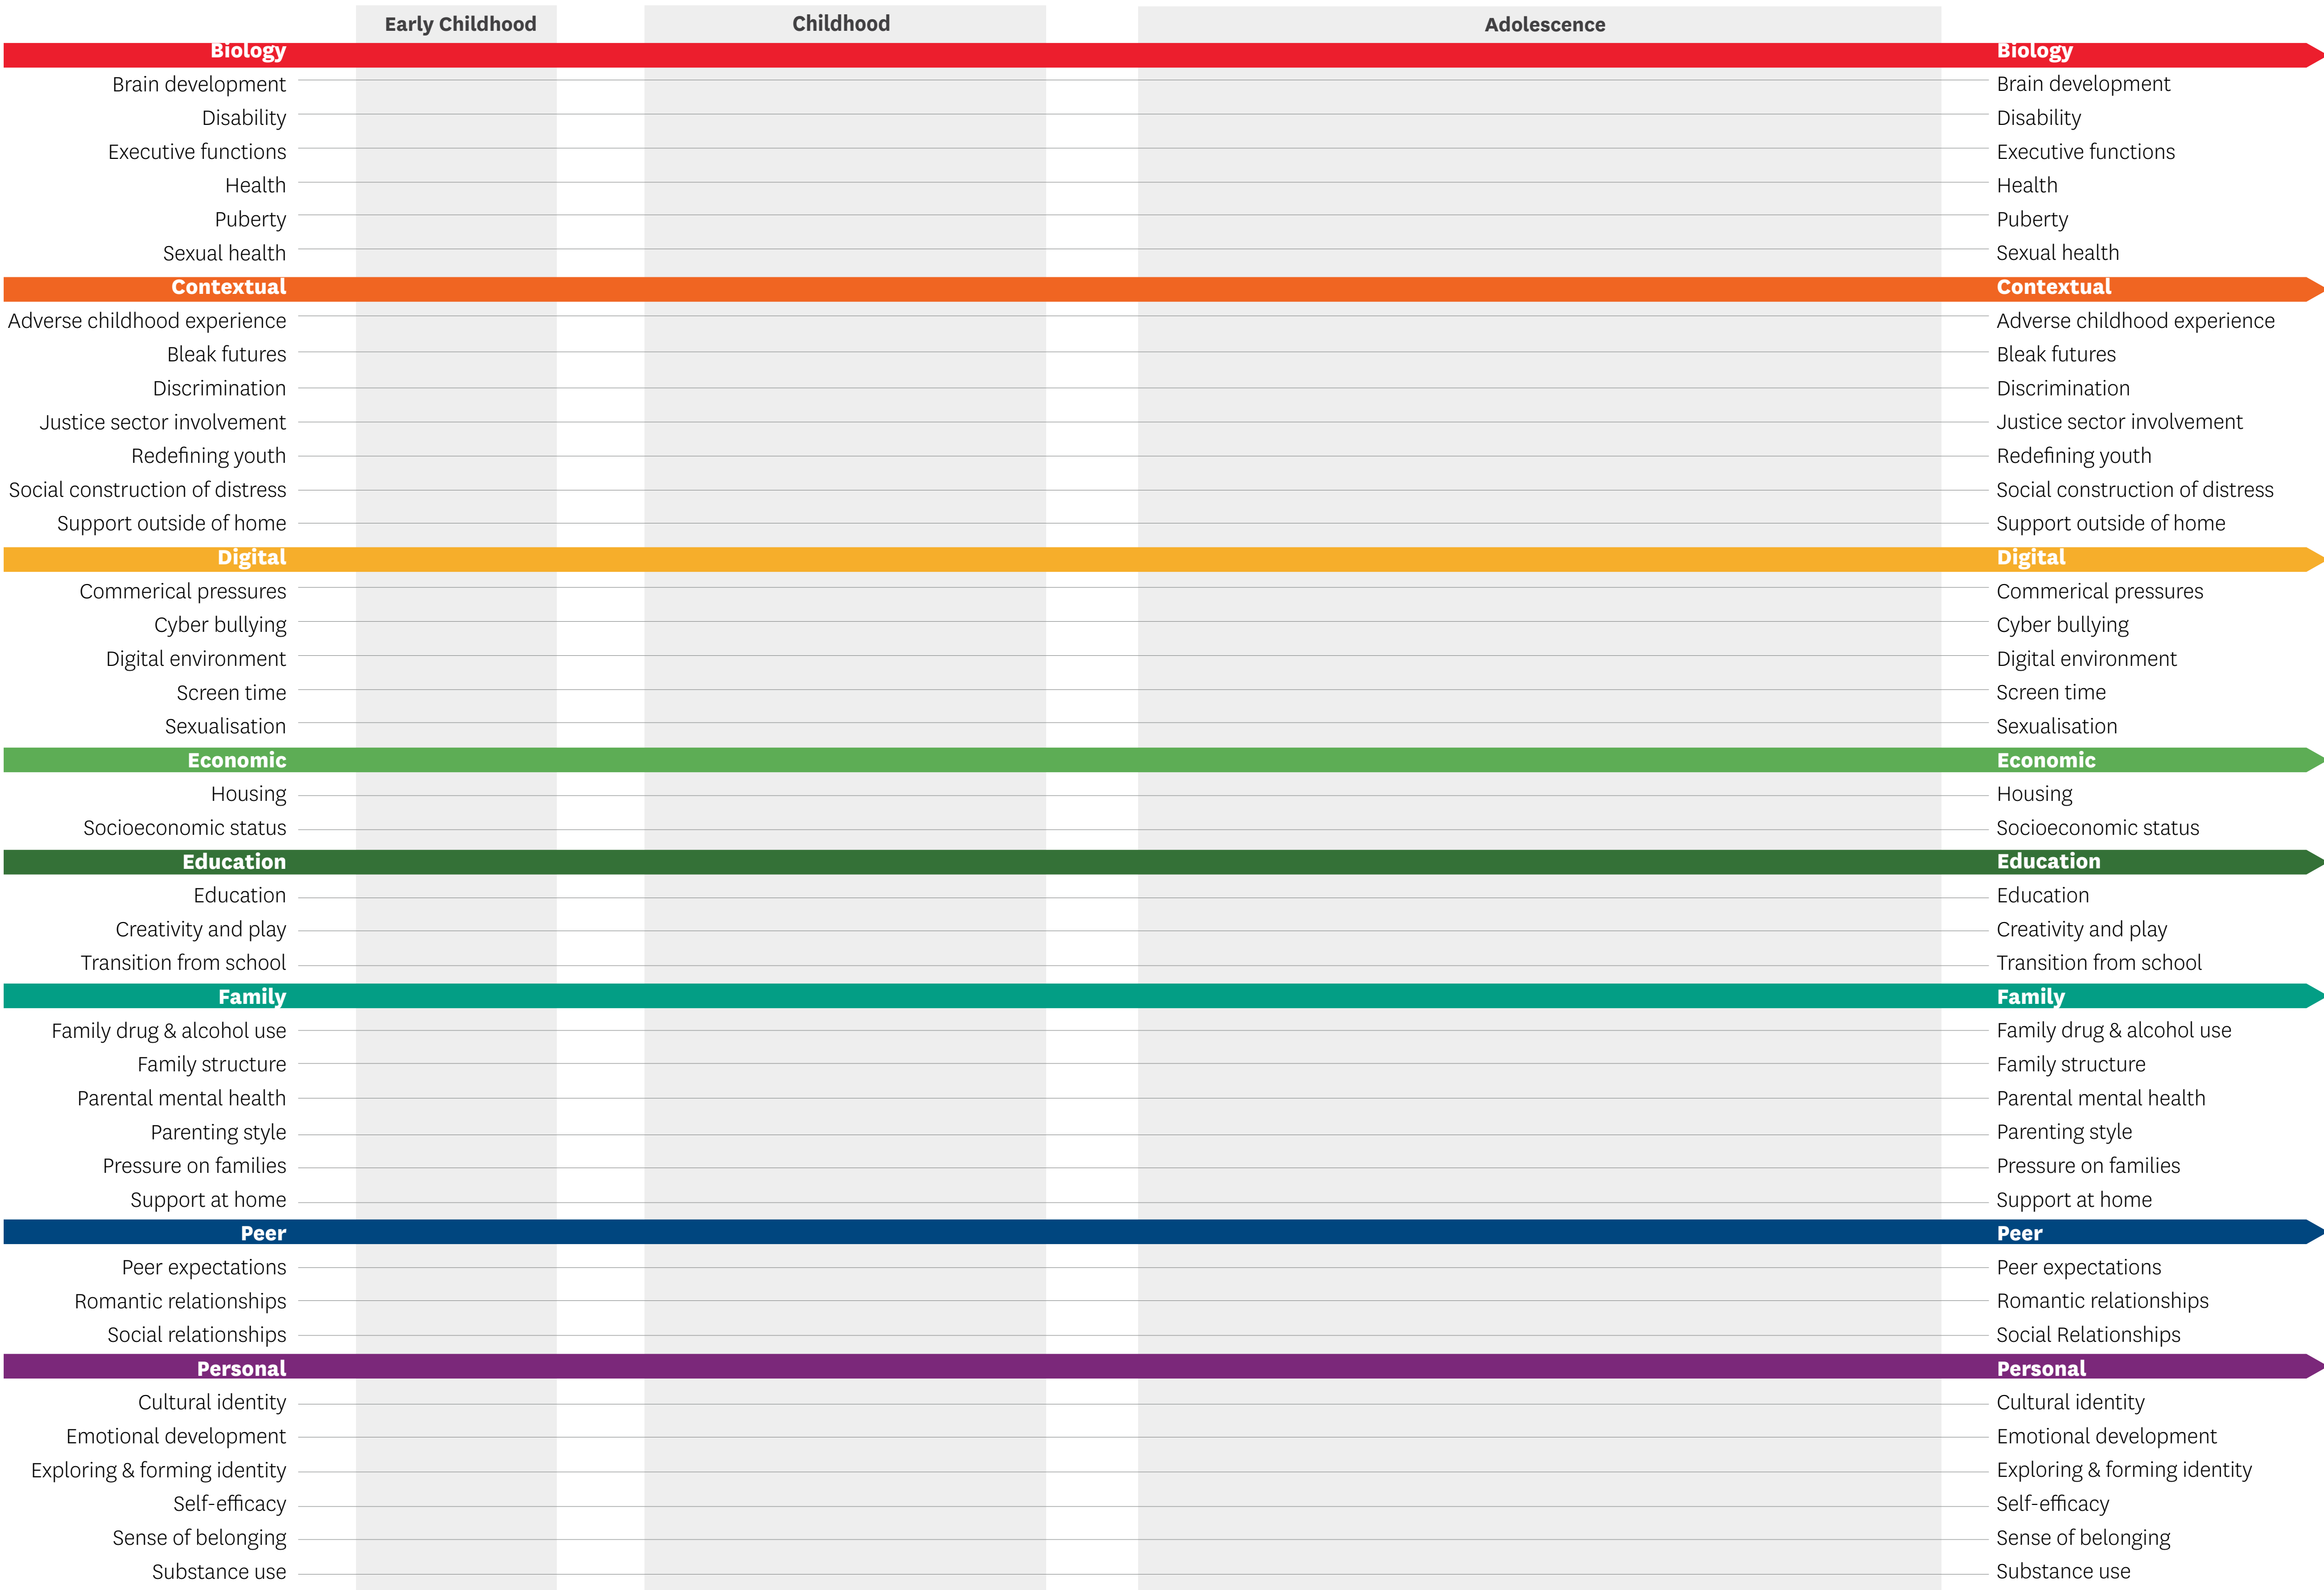 Early Childhood Childhood Adolescence
Biology Biology
Brain development Brain development
Disability Disability
Executive functions Executive functions
Health Health
Puberty Puberty
Sexual health Sexual health
Contextual Contextual
Adverse childhood experience Adverse childhood experience
Bleak futures Bleak futures
Discrimination Discrimination
Justice sector involvement Justice sector involvement
Redefining youth Redefining youth
Social construction of distress Social construction of distress
Support outside of home Support outside of home
Digital Digital
Commerical pressures Commerical pressures
Cyber bullying Cyber bullying
Digital environment Digital environment
Screen time Screen time
Sexualisation Sexualisation
Economic Economic
Housing Housing
Socioeconomic status Socioeconomic status
Education Education
Education Education
Creativity and play Creativity and play
Transition from school Transition from school
Family Family
Family drug & alcohol use Family drug & alcohol use
Family structure Family structure
Parental mental health Parental mental health
Parenting style Parenting style
Pressure on families Pressure on families
Support at home Support at home
Peer Peer
Peer expectations Peer expectations
Romantic relationships Romantic relationships
Social relationships Social Relationships
Personal Personal
Cultural identity Cultural identity
Emotional development Emotional development
Exploring & forming identity Exploring & forming identity
Self-efficacy Self-efficacy
Sense of belonging Sense of belonging
Substance use Substance use